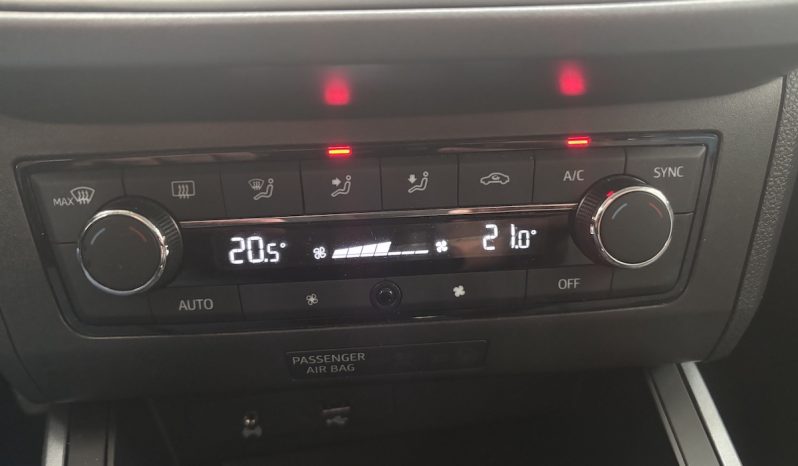 MAX
A/C
SYNC
20.5°
21.0°
AUTO
OFF
PASSENGER
AIR BAG